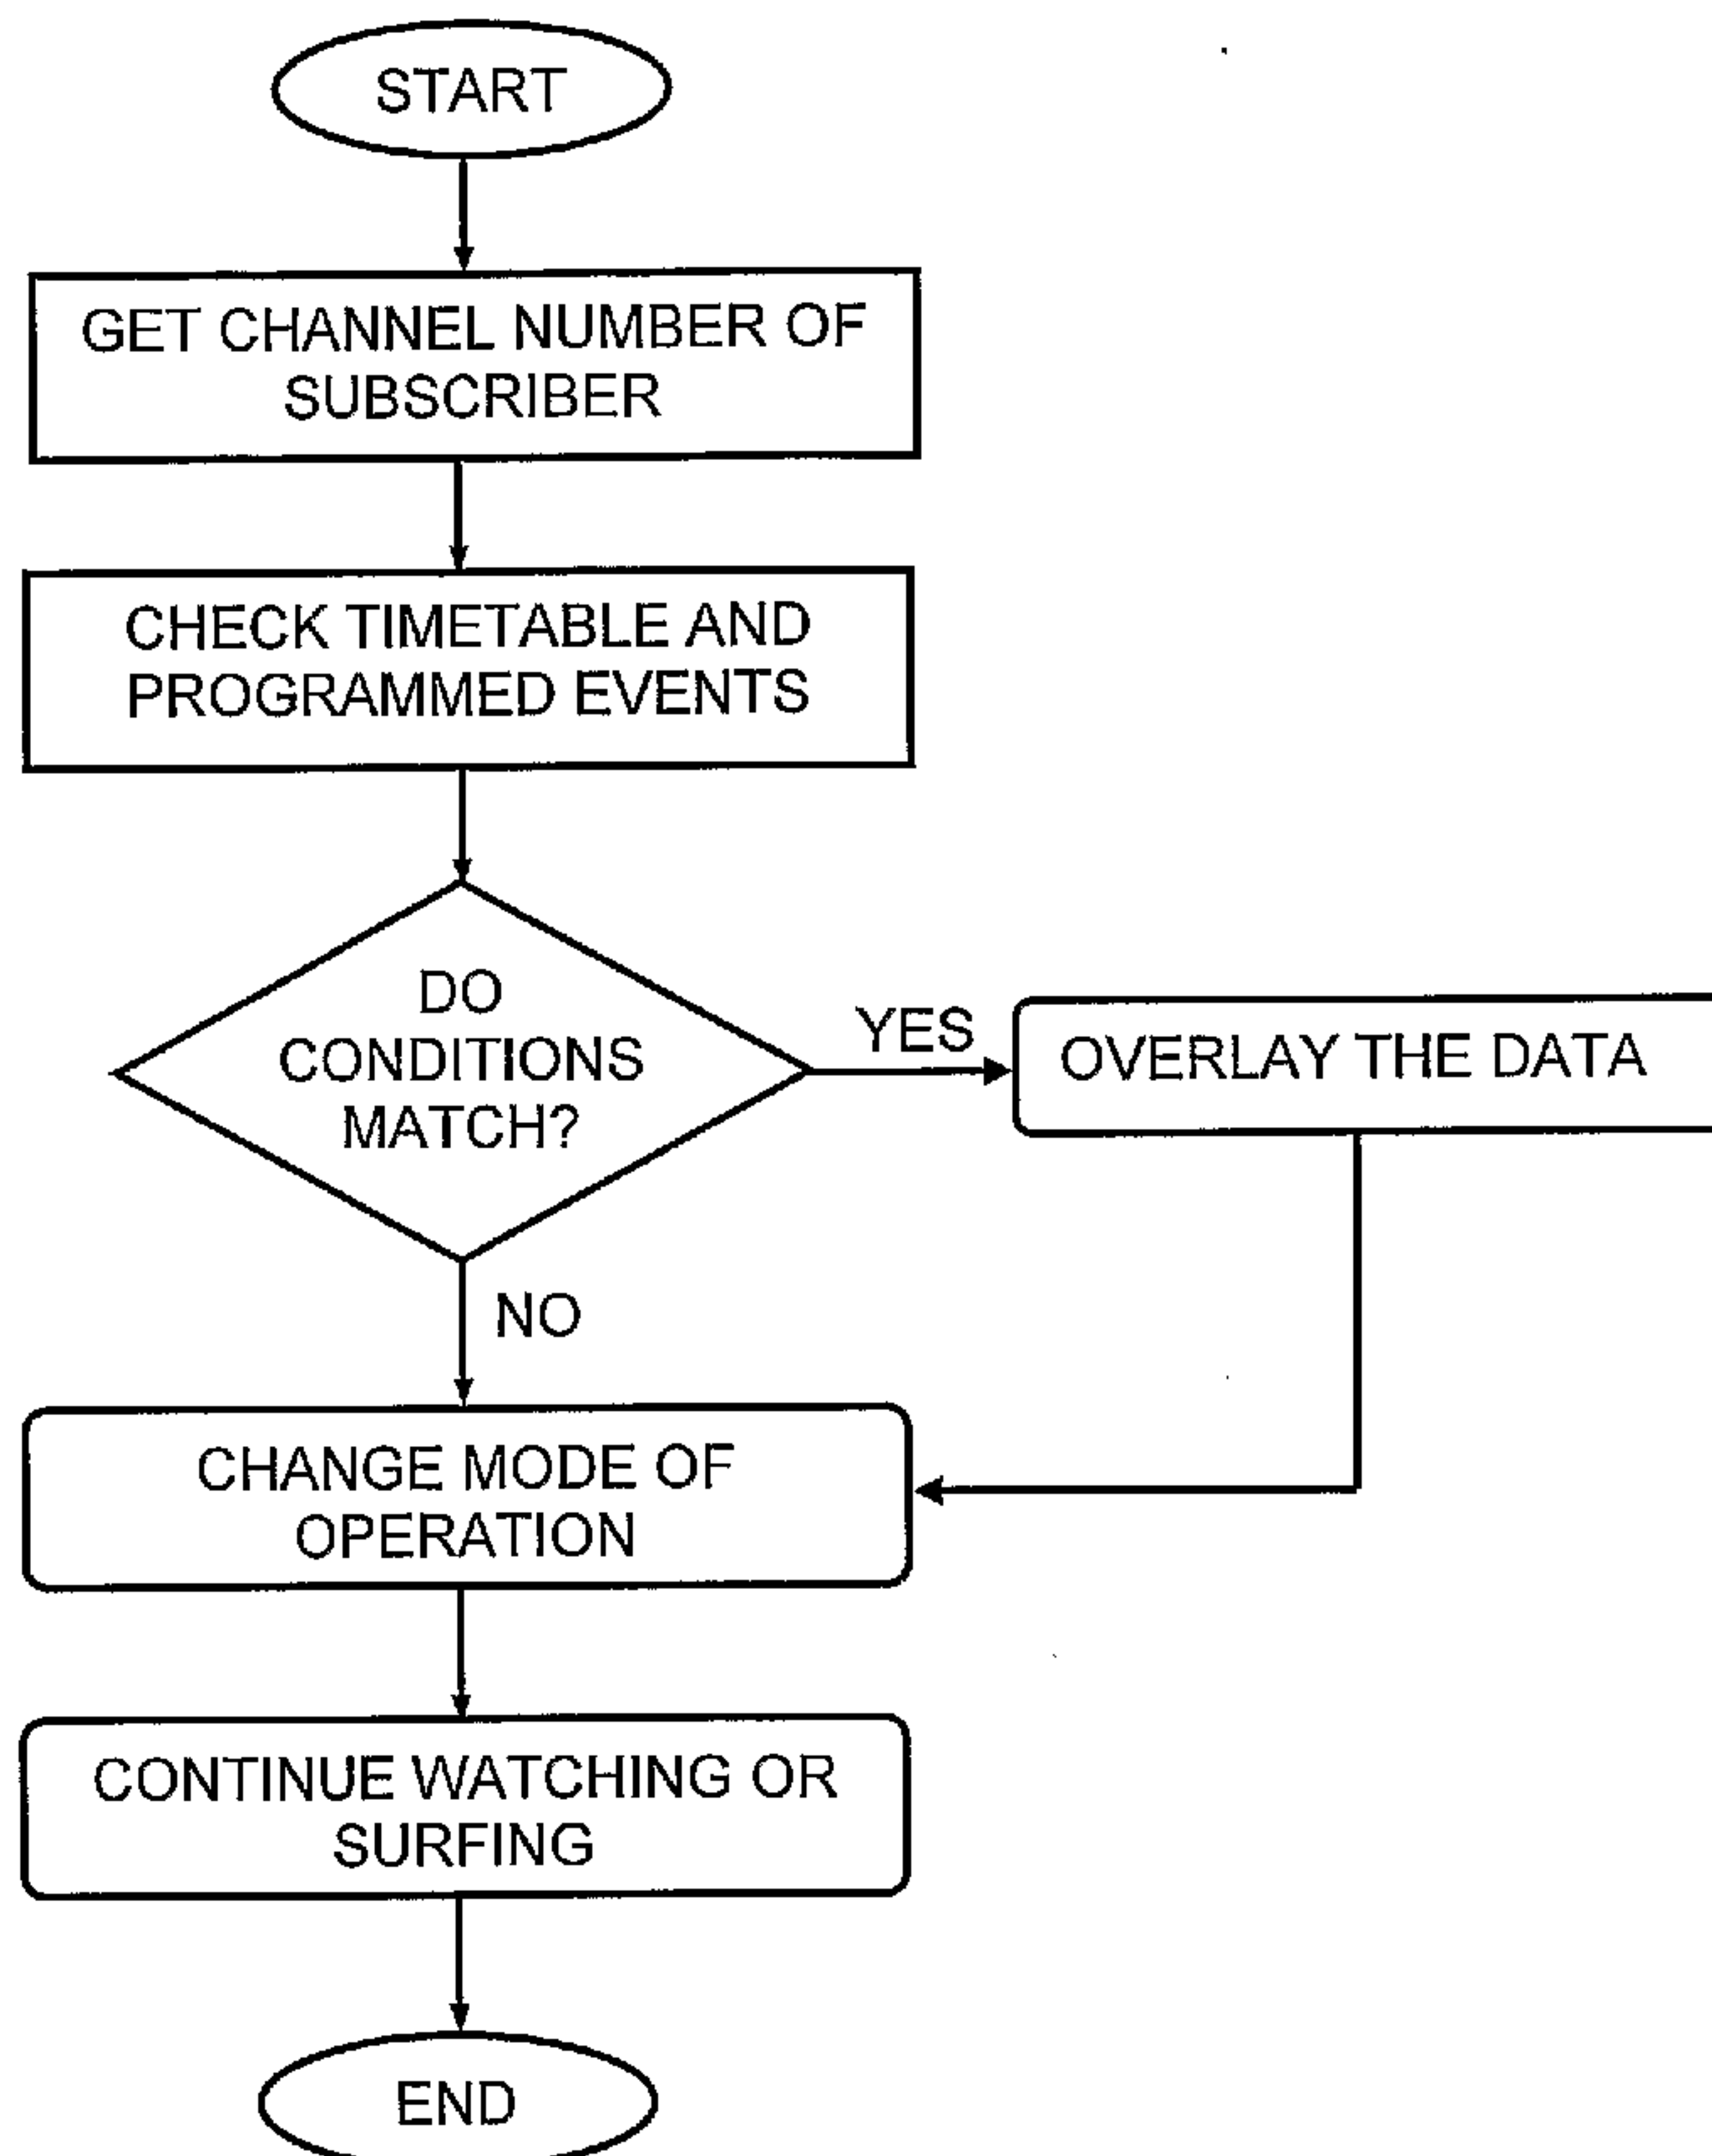 START
GET CHANNEL NUMBER OF
SUBSCRIBER
CHECK TIMETABLE AND
PROGRAMMED EVENTS
DO
CONDITIONS
MATCH?
YES
OVERLAY THE DATA
NO
CHANGE MODE OF
OPERATION
CONTINUE WATCHING OR
SURFING
END